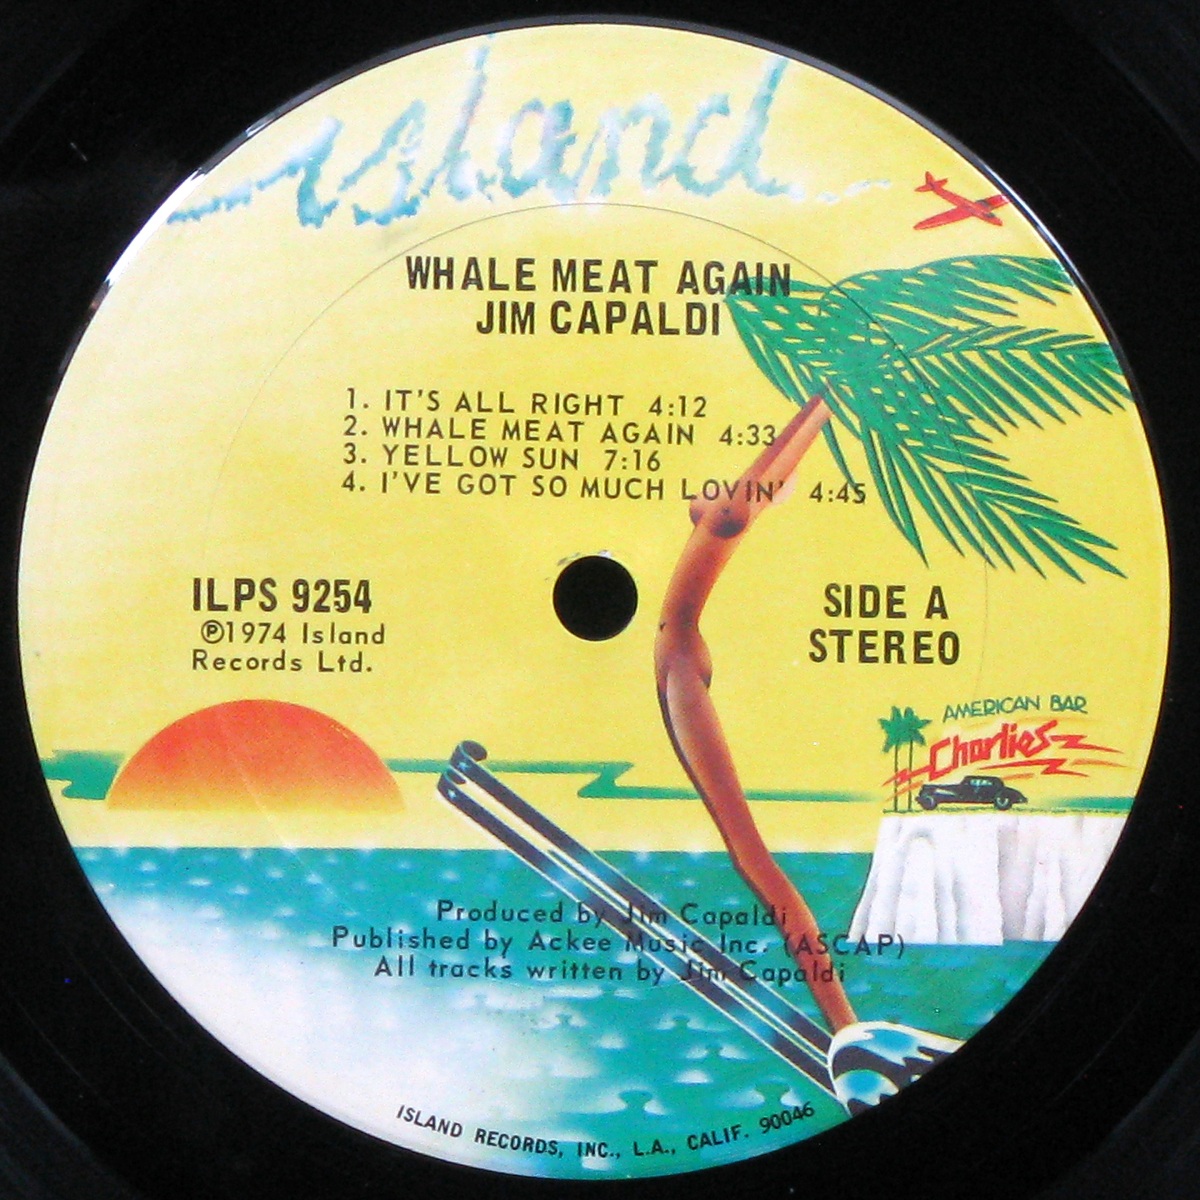 island
WHALE MEAT AGAIN
JIM CAPALDI
1. IT'S ALL RIGHT 4:12
2. WHALE MEAT AGAIN 4:33
3. YELLOW SUN 7:16
4. I'VE GOT SO MUCH LOVIN' 4:45
ILPS 9254
℗1974 Island
Records Ltd.
SIDE A
STEREO
AMERICAN BAR
Charlies
Produced by Jim Capaldi
Published by Ackee Music Inc. (ASCAP)
All tracks written by Jim Capaldi
ISLAND RECORDS, INC., L.A., CALIF. 90046